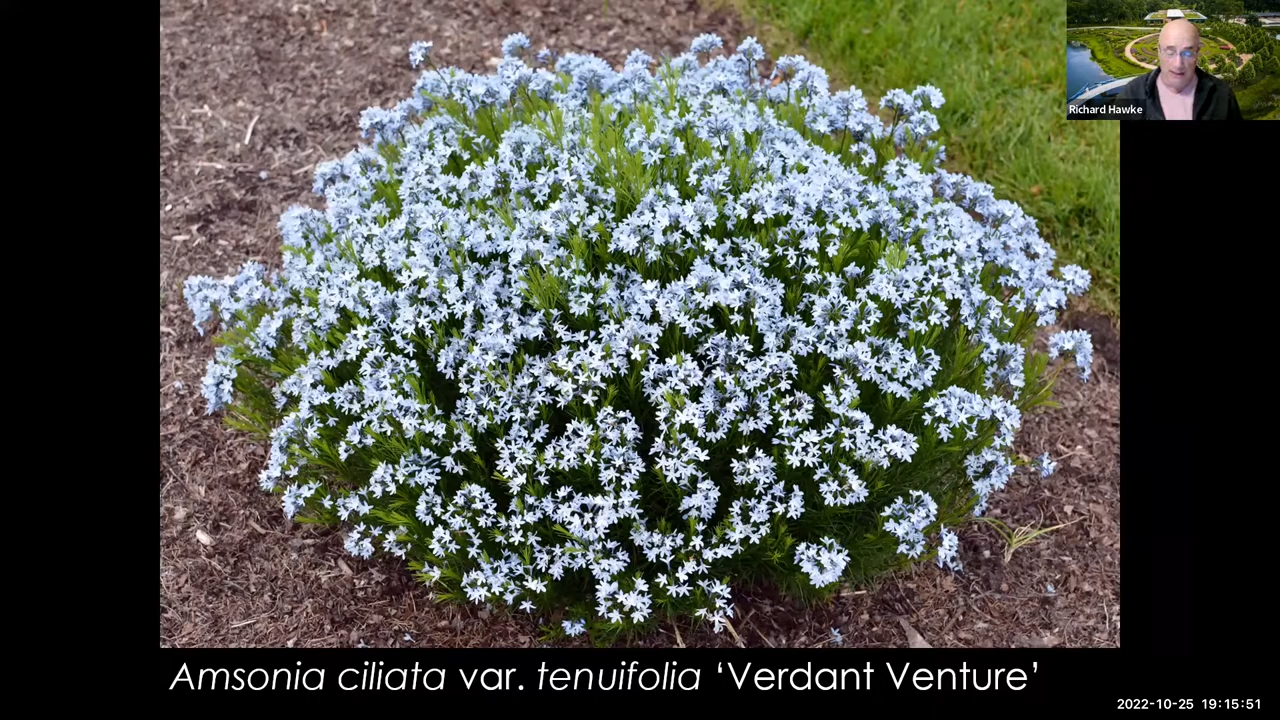 Richard Hawke
Amsonia ciliata var. tenuifolia ‘Verdant Venture’
2022-10-25 19:15:51